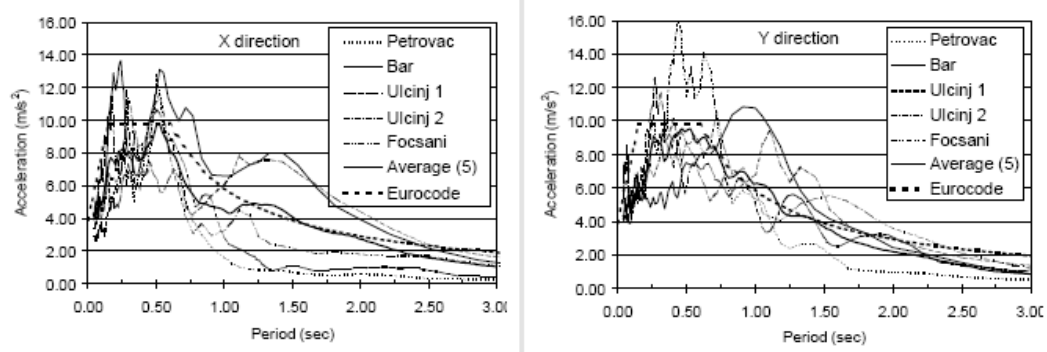 16.00
14.00
12.00
10.00
8.00
6.00
4.00
2.00
0.00
Acceleration (m/s²)
X direction
Petrovac
Bar
Ulcinj 1
Ulcinj 2
Focsani
Average (5)
Eurocode
0.00 0.50 1.00 1.50 2.00 2.50 3.0
Period (sec)
16.00
14.00
12.00
10.00
8.00
6.00
4.00
2.00
0.00
Acceleration (m/s²)
Y direction
Petrovac
Bar
Ulcinj 1
Ulcinj 2
Focsani
Average (5)
Eurocode
0.00 0.50 1.00 1.50 2.00 2.50 3.00
Period (sec)